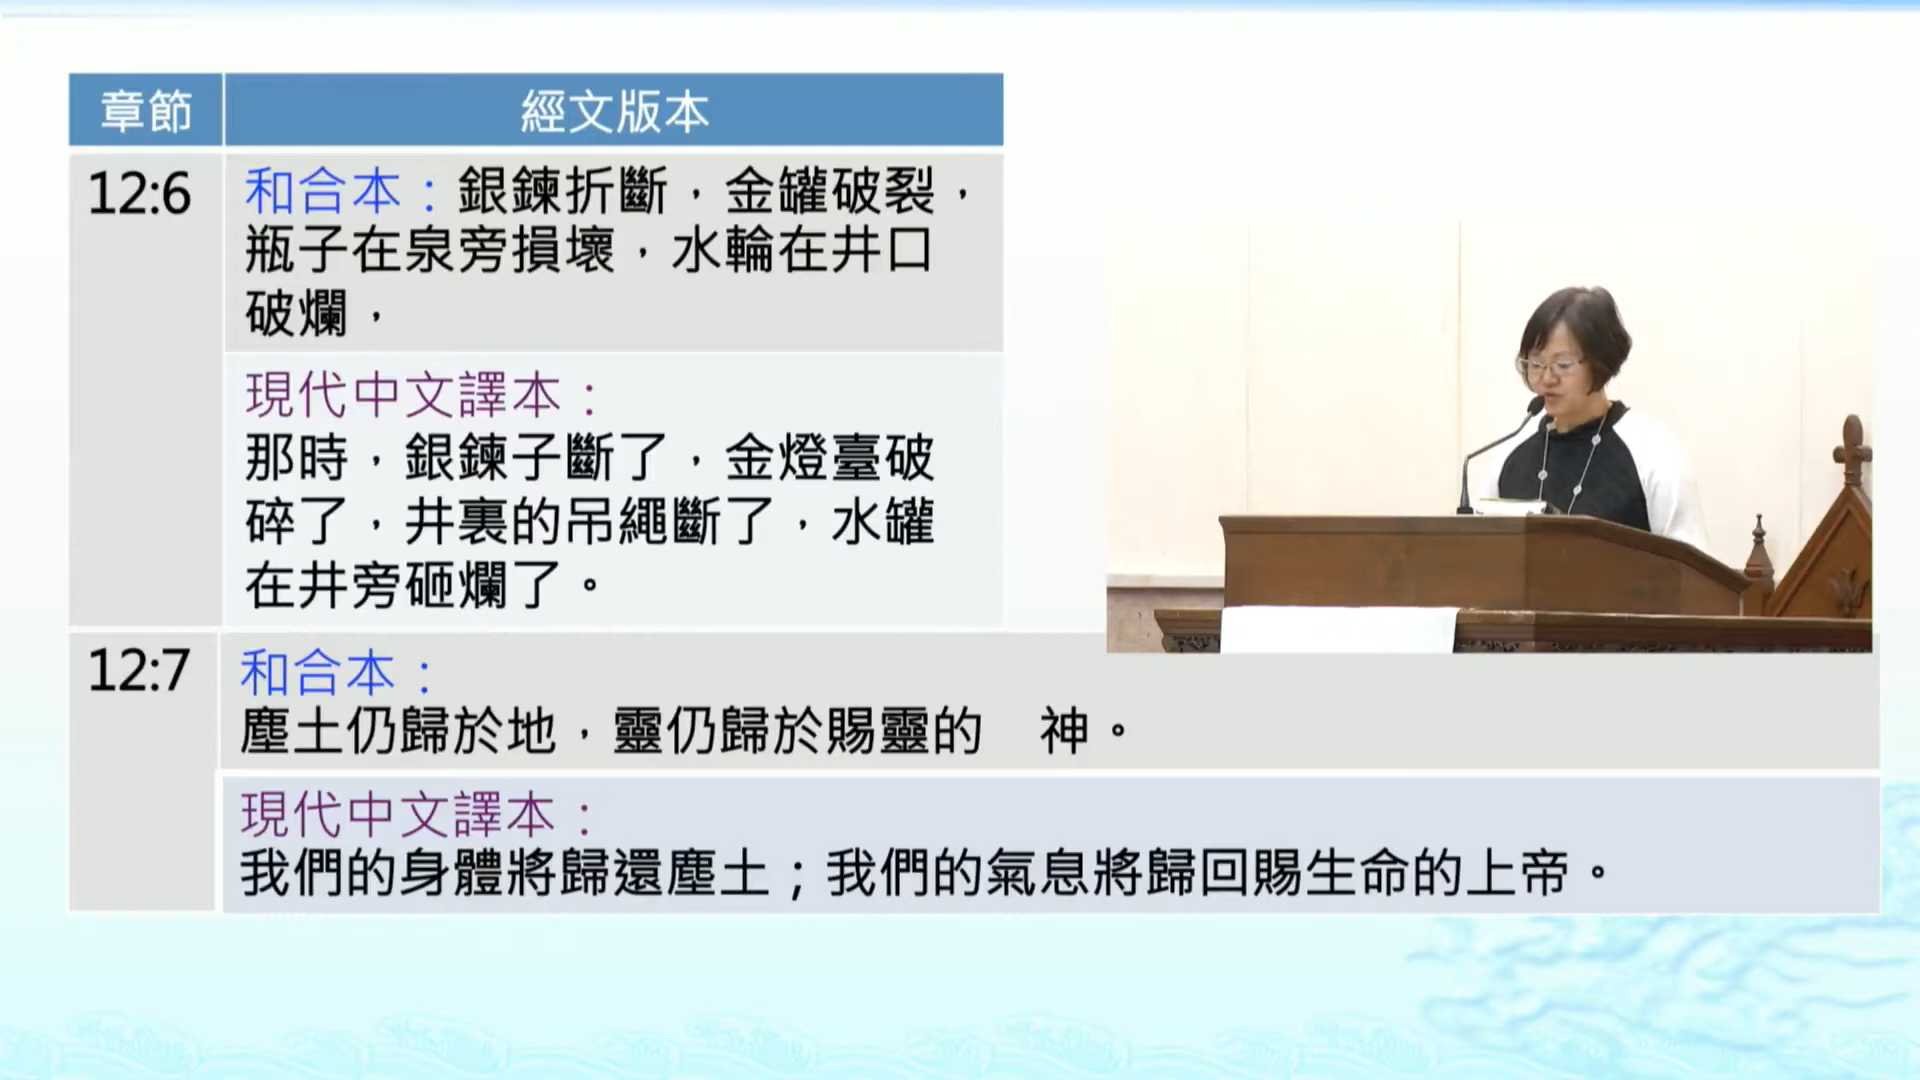 章節
經文版本
12:6
和合本：銀鍊折斷，金罐破裂，
瓶子在泉旁損壞，水輪在井口
破爛，
現代中文譯本：
那時，銀鍊子斷了，金燈臺破
碎了，井裏的吊繩斷了，水罐
在井旁砸爛了。
12:7
和合本：
塵土仍歸於地，靈仍歸於賜靈的　神。
現代中文譯本：
我們的身體將歸還塵土；我們的氣息將歸回賜生命的上帝。